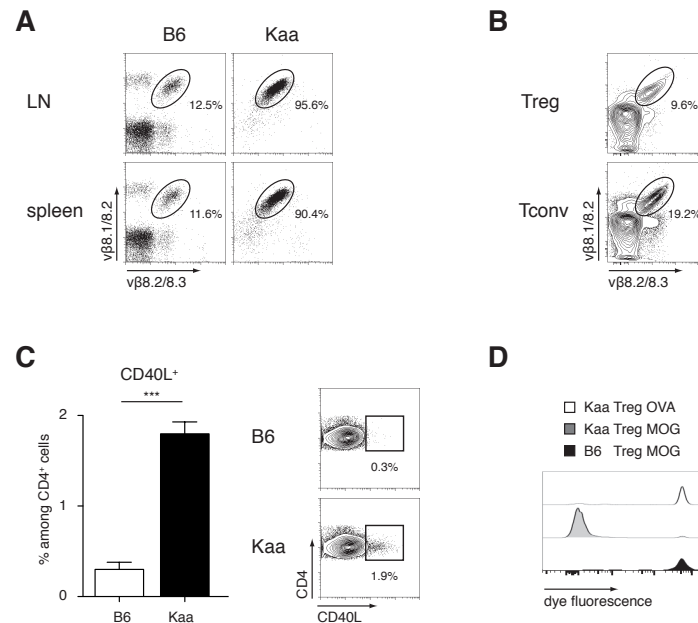 A
B6 Kaa
LN
12.5% 95.6%
spleen
11.6% 90.4%
vβ8.1/8.2
vβ8.2/8.3
B
Treg
9.6%
Tconv
19.2%
vβ8.1/8.2
vβ8.2/8.3
C
CD40L⁺
***
% among CD4⁺ cells
2
1
0
B6 Kaa
B6
0.3%
Kaa
1.9%
CD4
CD40L
D
Kaa Treg OVA
Kaa Treg MOG
B6 Treg MOG
dye fluorescence